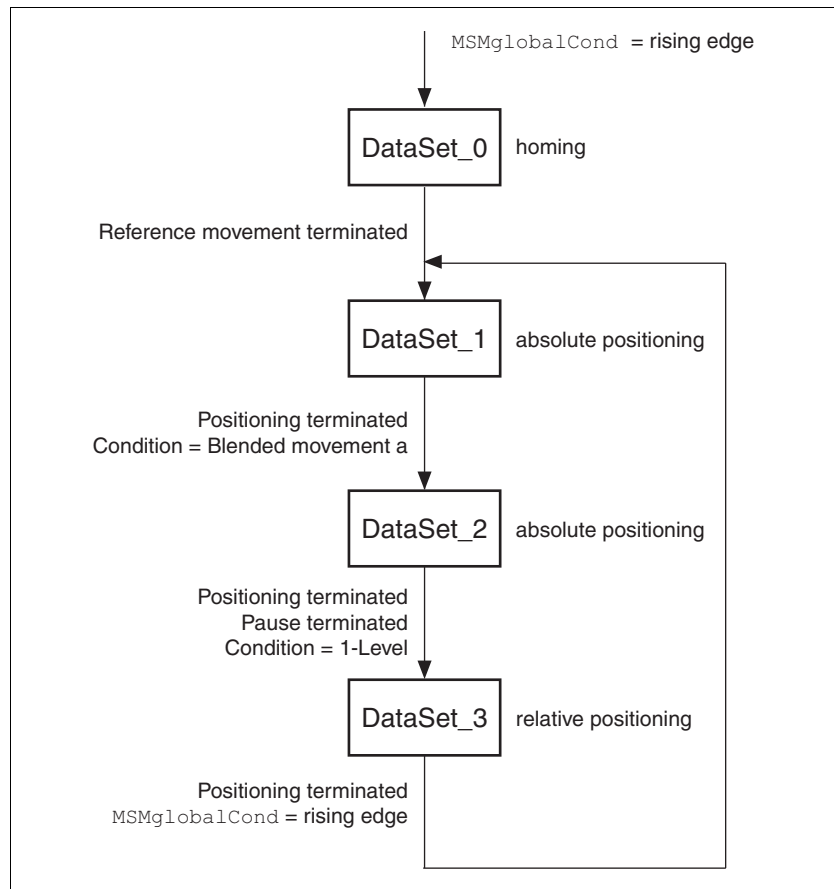 MSMglobalCond = rising edge
DataSet_0
homing
Reference movement terminated
DataSet_1
absolute positioning
Positioning terminated
Condition = Blended movement a
DataSet_2
absolute positioning
Positioning terminated
Pause terminated
Condition = 1-Level
DataSet_3
relative positioning
Positioning terminated
MSMglobalCond = rising edge